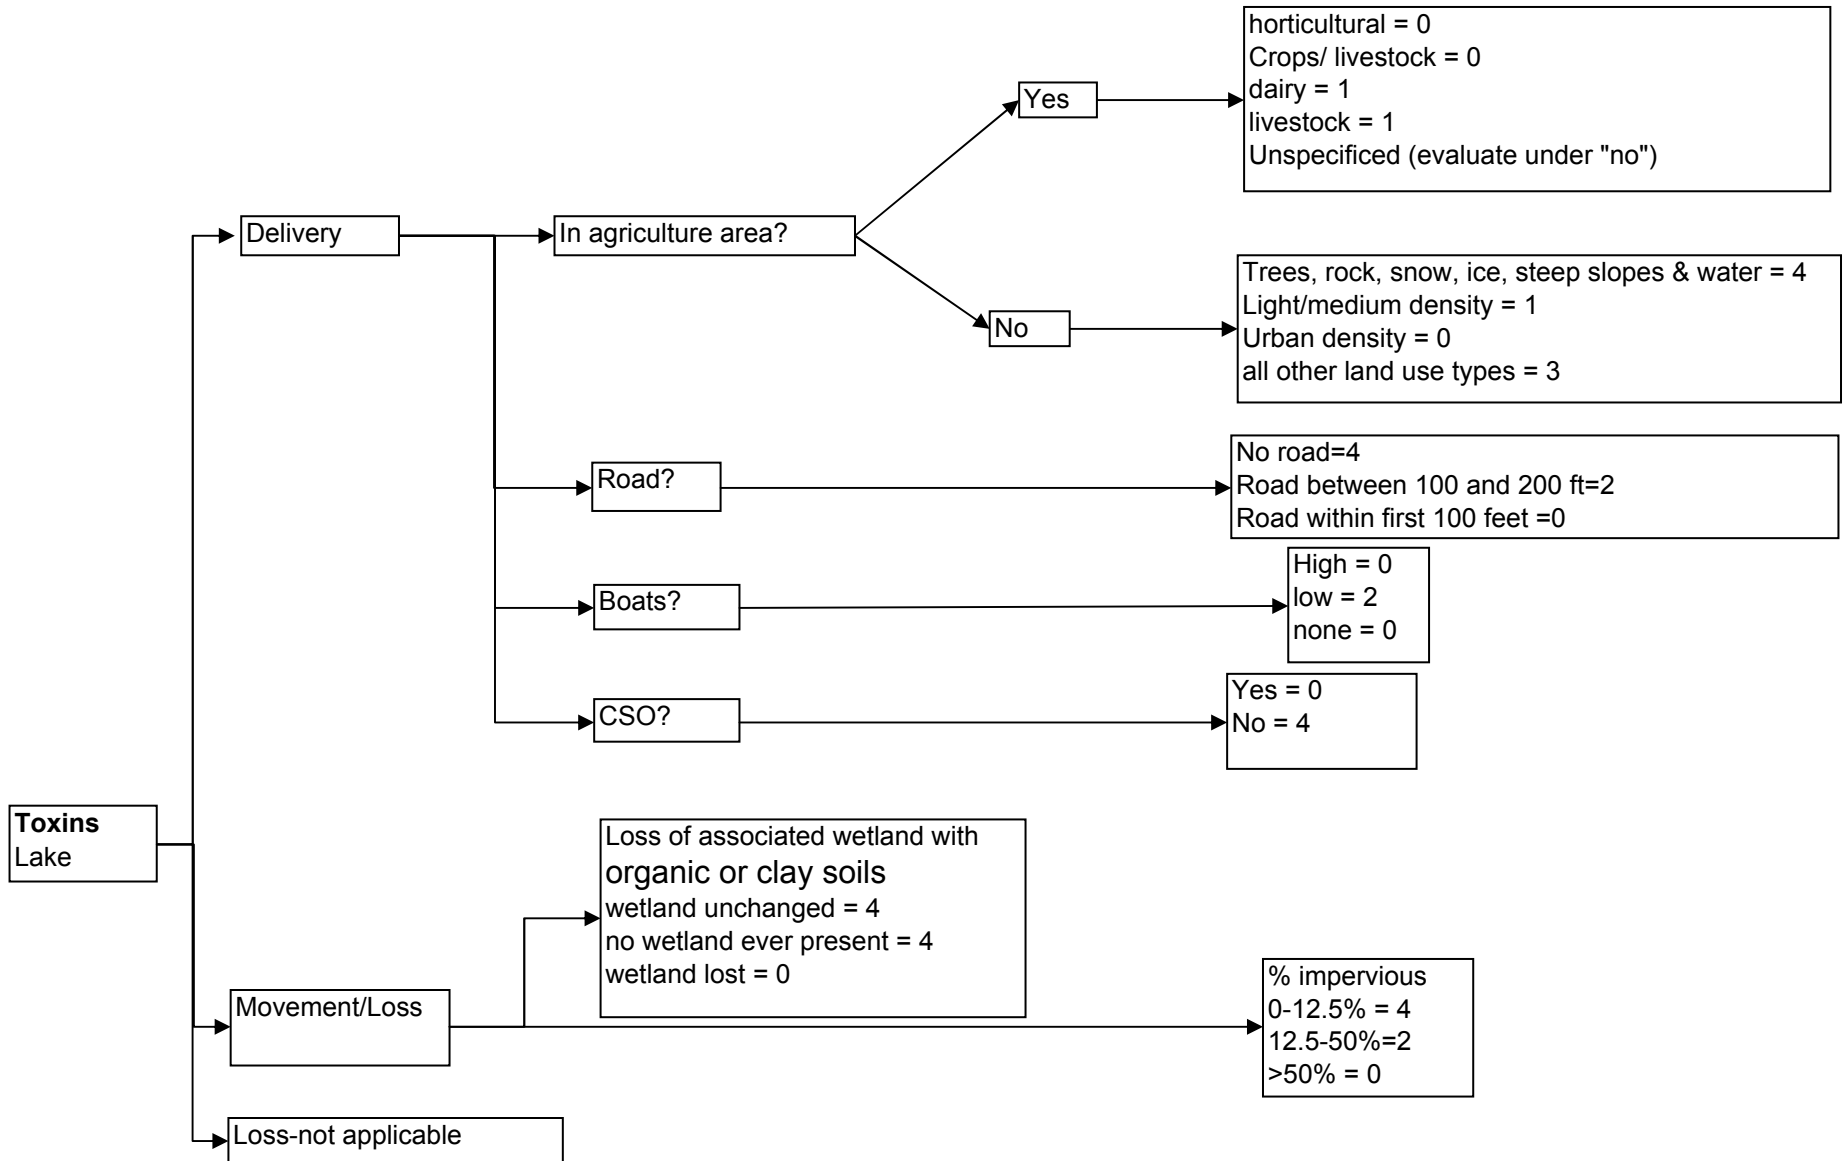 horticultural = 0
Crops/ livestock = 0
dairy = 1
livestock = 1
Unspecificed (evaluate under "no")
Yes
Delivery
In agriculture area?
No
Trees, rock, snow, ice, steep slopes & water = 4
Light/medium density = 1
Urban density = 0
all other land use types = 3
Road?
No road=4
Road between 100 and 200 ft=2
Road within first 100 feet =0
Boats?
High = 0
low = 2
none = 0
CSO?
Yes = 0
No = 4
Toxins
Lake
Loss of associated wetland with
organic or clay soils
wetland unchanged = 4
no wetland ever present = 4
wetland lost = 0
Movement/Loss
% impervious
0-12.5% = 4
12.5-50%=2
>50% = 0
Loss-not applicable